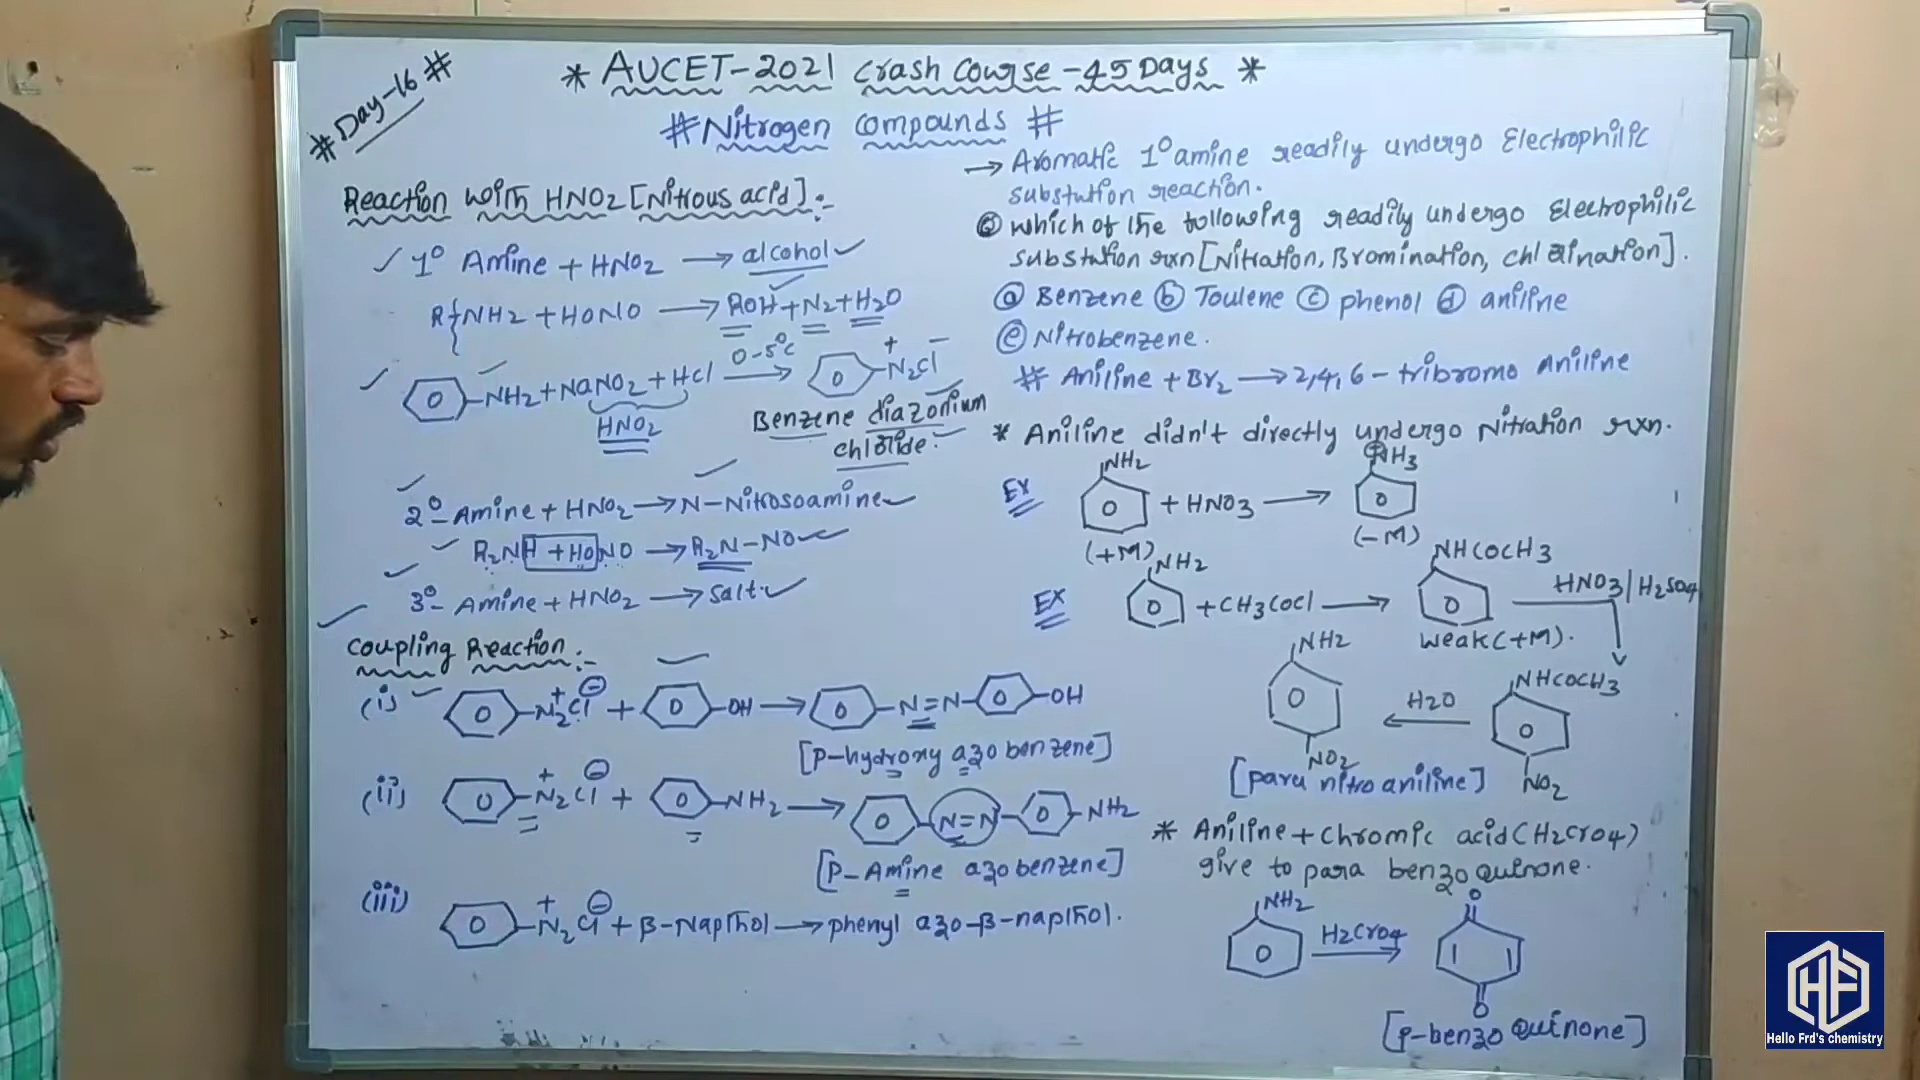 # Day-16 #
* AUCET-2021 Crash Course - 45 Days *
# Nitrogen compounds #
Reaction with HNO2 [Nitrous acid] :-
1° Amine + HNO2 → alcohol
R-NH2 + HONO → ROH + N2 + H2O
-NH2 + NaNO2 + HCl 0-5°C → N2Cl + -
HNO2
Benzene diazonium
chloride.
2° Amine + HNO2 → N-Nitrosoamine
R2NH + HONO → R2N-NO
3° Amine + HNO2 → Salt.
Coupling Reaction :-
(i) -N2Cl + - + -OH → -N=N- -OH
[p-hydroxy azo benzene]
(ii) -N2Cl + - + -NH2 → -N=N- -NH2
[p-Amine azo benzene]
(iii) -N2Cl + - + β-Napthol → phenyl azo-β-napthol.
→ Aromatic 1° amine readily undergo Electrophilic
substution reaction.
Q which of the following readily undergo Electrophilic
substution rxn [Nitration, Bromination, chlorination].
a Benzene b Toulene c phenol d aniline
e Nitrobenzene.
# Aniline + Br2 → 2,4,6-tribromo Aniline
* Aniline didn't directly undergo Nitration rxn.
Ex NH2 + HNO3 → +NH3
(+M) (-M)
Ex NH2 + CH3COCl → NHCOCH3 HNO3/H2SO4
weak(+M).
NH2 NO2 ← H2O NHCOCH3 NO2
[para nitro aniline]
* Aniline + Chromic acid (H2CrO4)
give to para benzo Quinone.
NH2 H2CrO4 → O O
[p-benzo Quinone]
HF
Hello Frd's chemistry